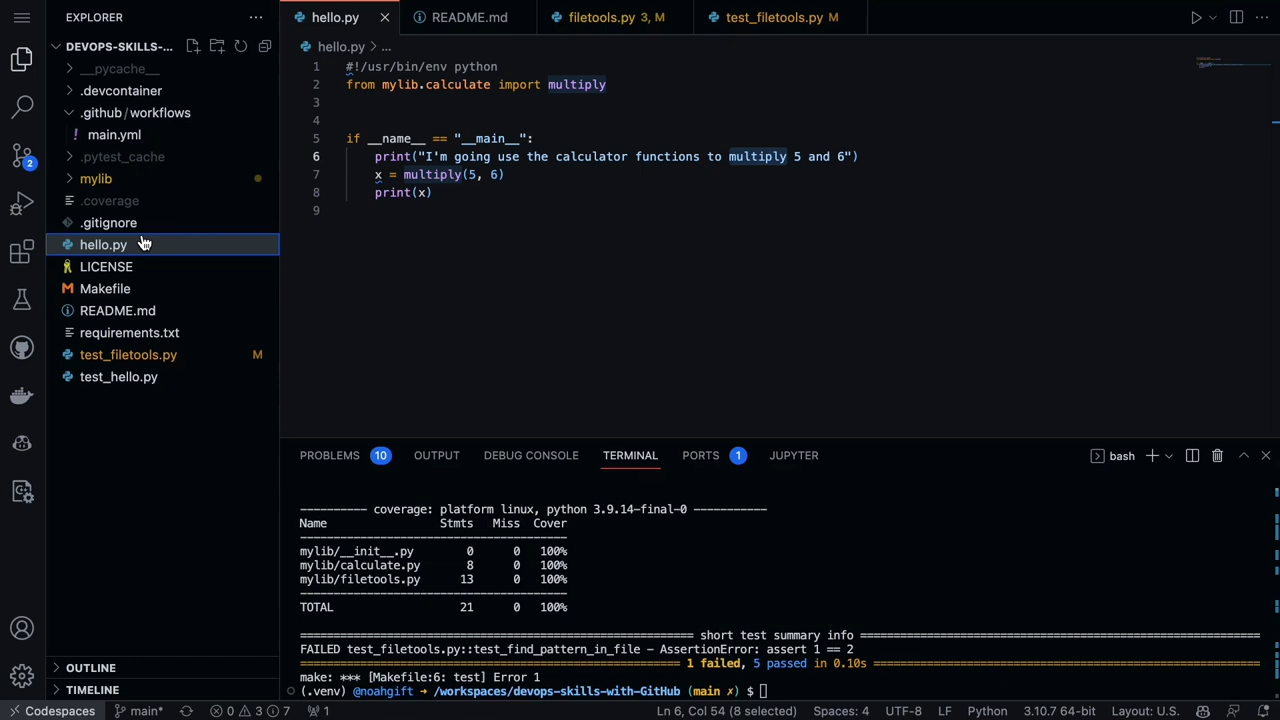 EXPLORER
hello.py
README.md
filetools.py 3, M
test_filetools.py M
DEVOPS-SKILLS-...
hello.py > ...
__pycache__
.devcontainer
.github/workflows
! main.yml
.pytest_cache
mylib
.coverage
.gitignore
hello.py
LICENSE
Makefile
README.md
requirements.txt
test_filetools.py M
test_hello.py
1 #!/usr/bin/env python
2 from mylib.calculate import multiply
3
4
5 if __name__ == "__main__":
6 print("I'm going use the calculator functions to multiply 5 and 6")
7 x = multiply(5, 6)
8 print(x)
9
2
PROBLEMS 10 OUTPUT DEBUG CONSOLE TERMINAL PORTS 1 JUPYTER
bash
---------- coverage: platform linux, python 3.9.14-final-0 -----------
Name Stmts Miss Cover
----------------------------------------
mylib/__init__.py 0 0 100%
mylib/calculate.py 8 0 100%
mylib/filetools.py 13 0 100%
----------------------------------------
TOTAL 21 0 100%
=========== short test summary info ===========
FAILED test_filetools.py::test_find_pattern_in_file - AssertionError: assert 1 == 2
=========== 1 failed, 5 passed in 0.10s ===========
make: *** [Makefile:6: test] Error 1
(.venv) @noahgift → /workspaces/devops-skills-with-GitHub (main ✗) $
OUTLINE
TIMELINE
Codespaces main* 0 3 7 1 Ln 6, Col 54 (8 selected) Spaces: 4 UTF-8 LF Python 3.10.7 64-bit Layout: U.S.